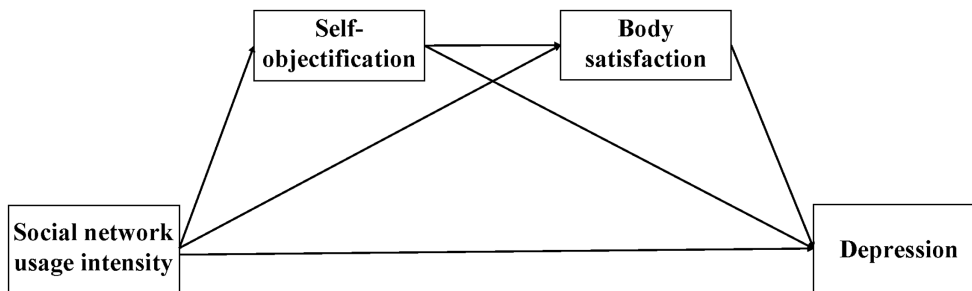 Self-
objectification
Body
satisfaction
Social network
usage intensity
Depression